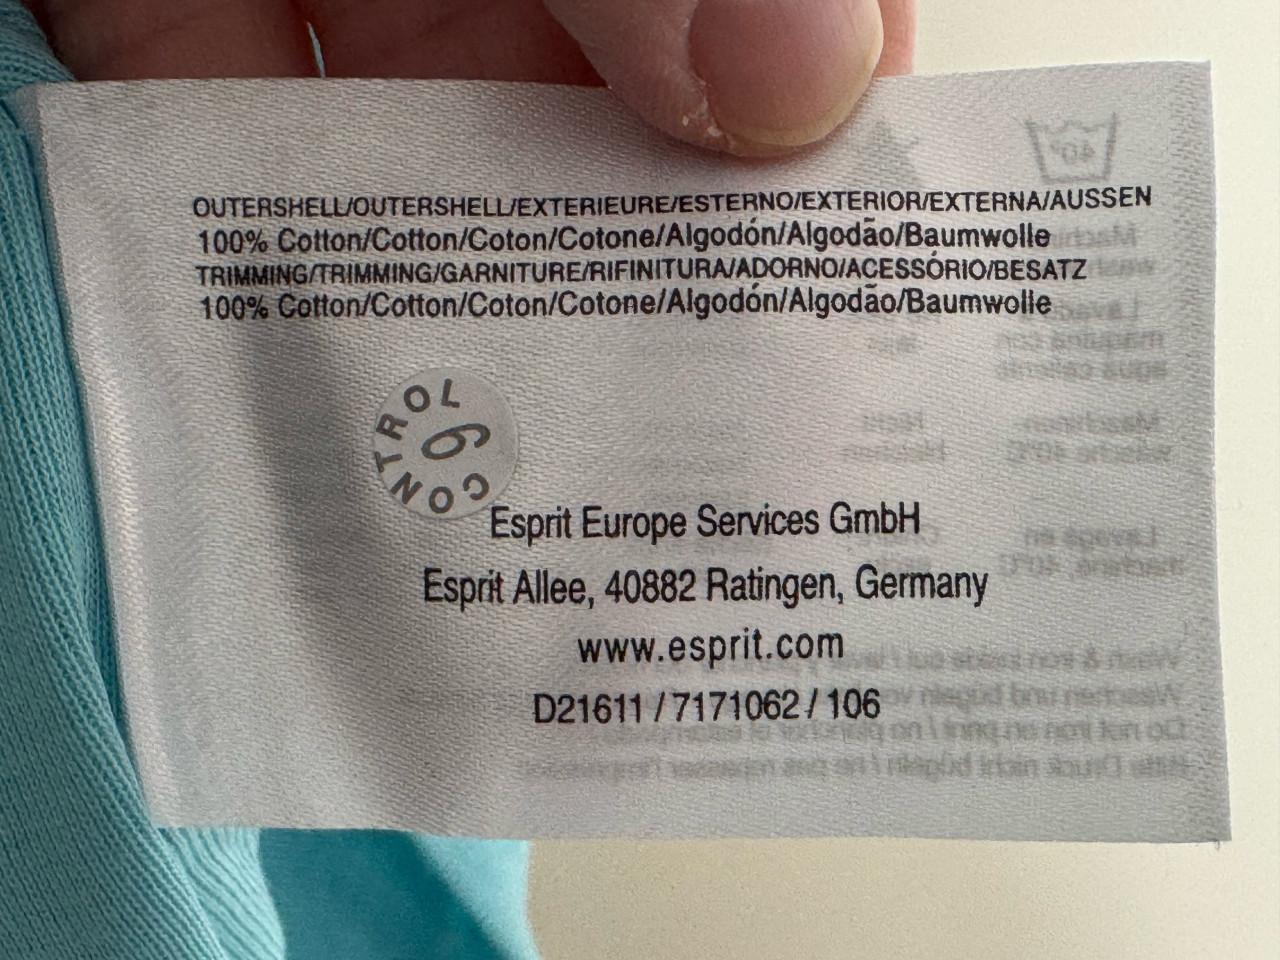 OUTERSHELL/OUTERSHELL/EXTERIEURE/ESTERNO/EXTERIOR/EXTERNA/AUSSEN
100% Cotton/Cotton/Coton/Cotone/Algodón/Algodão/Baumwolle
TRIMMING/TRIMMING/GARNITURE/RIFINITURA/ADORNO/ACESSÓRIO/BESATZ
100% Cotton/Cotton/Coton/Cotone/Algodón/Algodão/Baumwolle
CONTROL
6
Esprit Europe Services GmbH
Esprit Allee, 40882 Ratingen, Germany
www.esprit.com
D21611 / 7171062 / 106